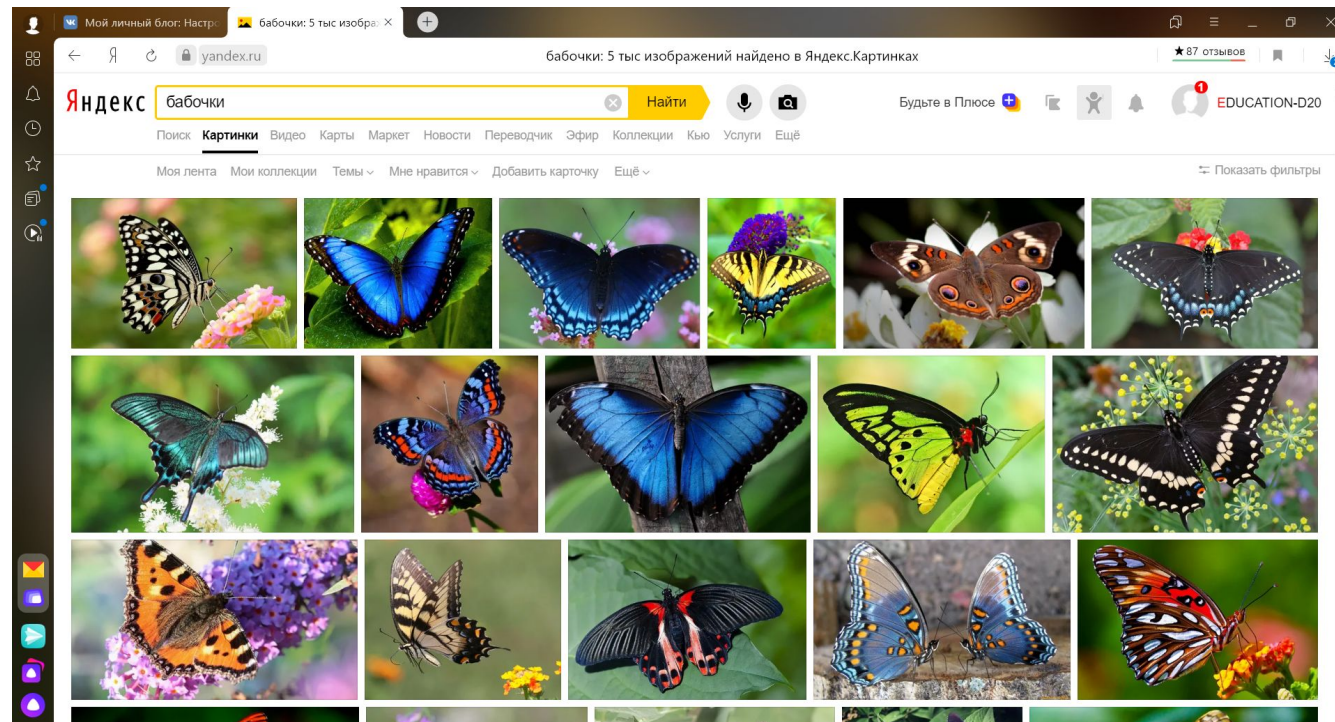 Мой личный блог: Настро
бабочки: 5 тыс изобра
yandex.ru
бабочки: 5 тыс изображений найдено в Яндекс.Картинках
★87 отзывов
Яндекс
бабочки
Найти
Будьте в Плюсе
1
EDUCATION-D20
Поиск Картинки Видео Карты Маркет Новости Переводчик Эфир Коллекции Кью Услуги Ещё
Моя лента Мои коллекции Темы Мне нравится Добавить карточку Ещё
Показать фильтры